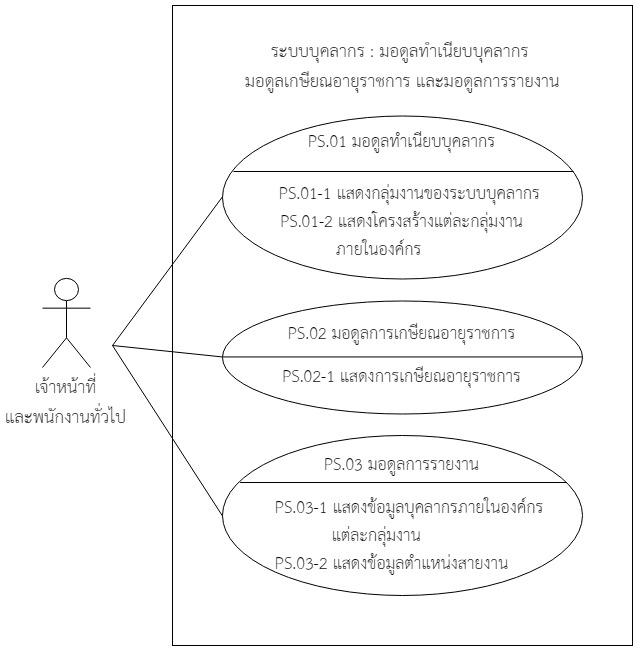 ระบบบุคลากร : มอดูลทำเนียบบุคลากร
มอดูลเกษียณอายุราชการ และมอดูลการรายงาน
PS.01 มอดูลทำเนียบบุคลากร
PS.01-1 แสดงกลุ่มงานของระบบบุคลากร
PS.01-2 แสดงโครงสร้างแต่ละกลุ่มงาน
ภายในองค์กร
PS.02 มอดูลการเกษียณอายุราชการ
PS.02-1 แสดงการเกษียณอายุราชการ
เจ้าหน้าที่
และพนักงานทั่วไป
PS.03 มอดูลการรายงาน
PS.03-1 แสดงข้อมูลบุคลากรภายในองค์กร
แต่ละกลุ่มงาน
PS.03-2 แสดงข้อมูลตำแหน่งสายงาน